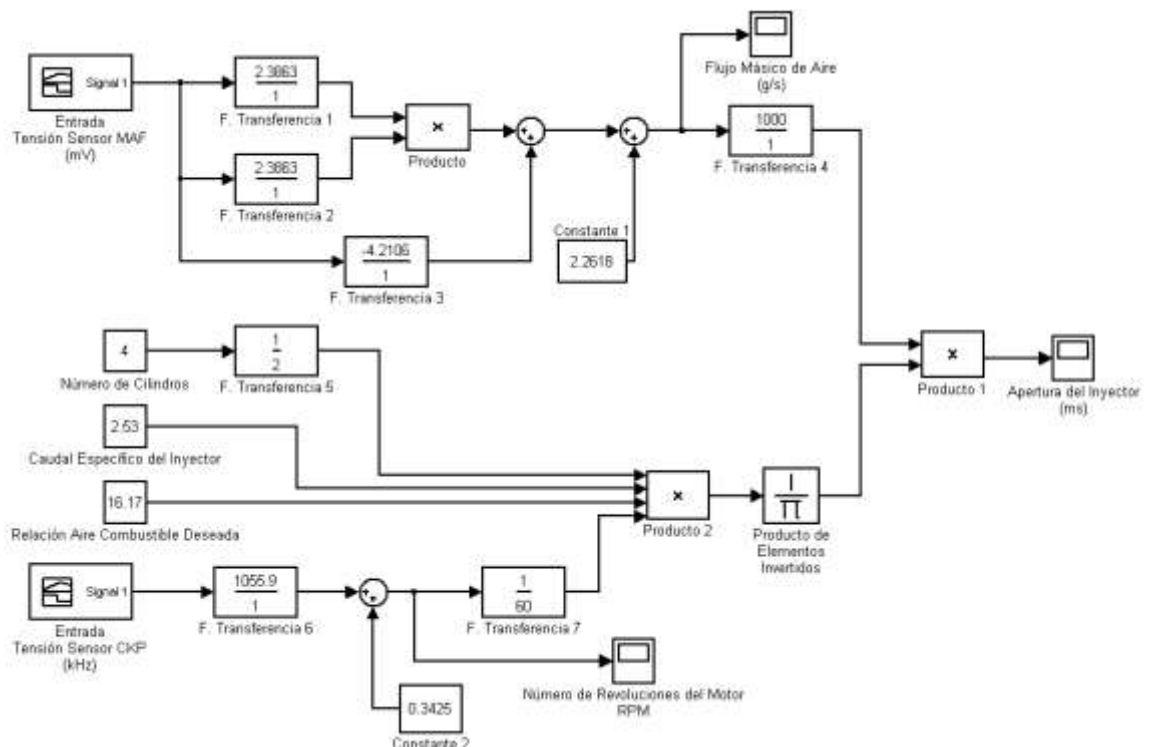 Signal 1
Entrada
Tensión Sensor MAF
(mV)
2.3863
1
F. Transferencia 1
2.3863
1
F. Transferencia 2
×
Producto
-4.2106
1
F. Transferencia 3
Constante 1
2.2618
Flujo Másico de Aire
(g/s)
1000
1
F. Transferencia 4
4
Número de Cilindros
1
2
F. Transferencia 5
2.53
Caudal Específico del Inyector
16.17
Relación Aire Combustible Deseada
×
Producto 1
Apertura del Inyector
(ms)
×
Producto 2
Producto de
Elementos
Invertidos
Signal 1
Entrada
Tensión Sensor CKP
(kHz)
1055.9
1
F. Transferencia 6
1
60
F. Transferencia 7
Número de Revoluciones del Motor
RPM
0.3425
Constante 2